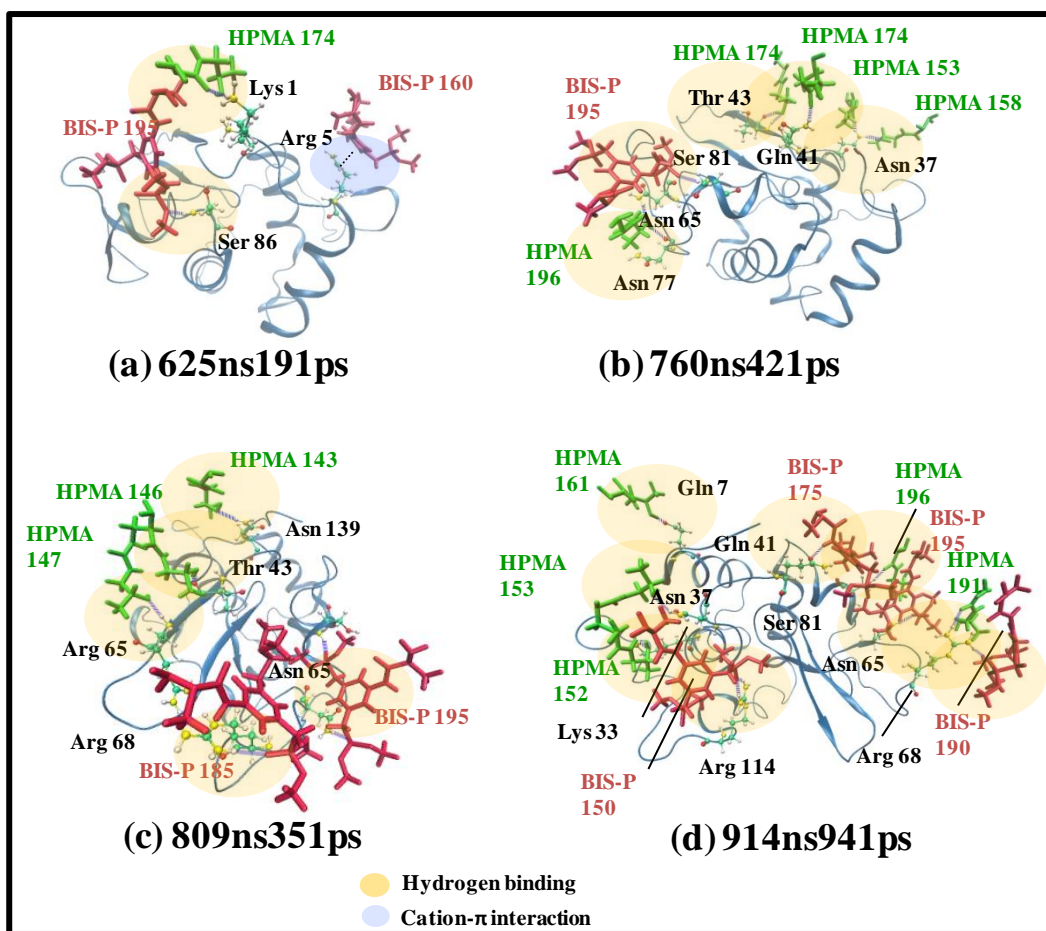 HPMA 174
Lys 1
BIS-P 160
BIS-P 195
Arg 5
Ser 86
(a) 625ns191ps
HPMA
174
HPMA 174
HPMA 153
BIS-P
195
Thr 43
HPMA 158
Ser 81
Gln 41
Asn 37
Asn 65
HPMA
196
Asn 77
(b) 760ns421ps
HPMA 143
HPMA 146
HPMA
147
Asn 139
Thr 43
Arg 65
Asn 65
Arg 68
BIS-P 195
BIS-P 185
(c) 809ns351ps
HPMA
161
Gln 7
BIS-P
175
HPMA
196
BIS-P
195
Gln 41
HPMA
153
HPMA
191
Asn 37
Ser 81
HPMA
152
Asn 65
Lys 33
BIS-P
190
Arg 114
Arg 68
BIS-P
150
(d) 914ns941ps
Hydrogen binding
Cation-π interaction